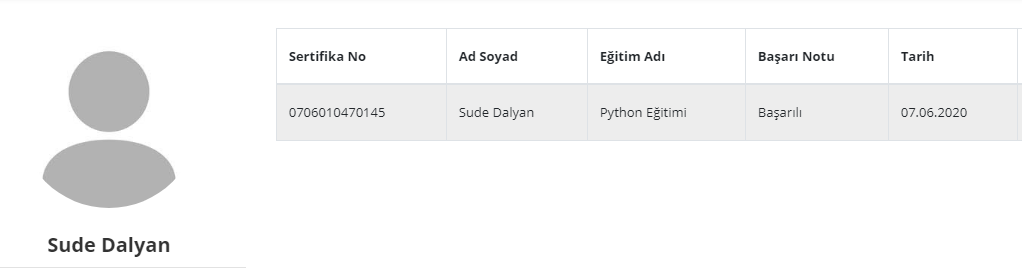 Sertifika No Ad Soyad Eğitim Adı Başarı Notu Tarih
0706010470145 Sude Dalyan Python Eğitimi Başarılı 07.06.2020
Sude Dalyan